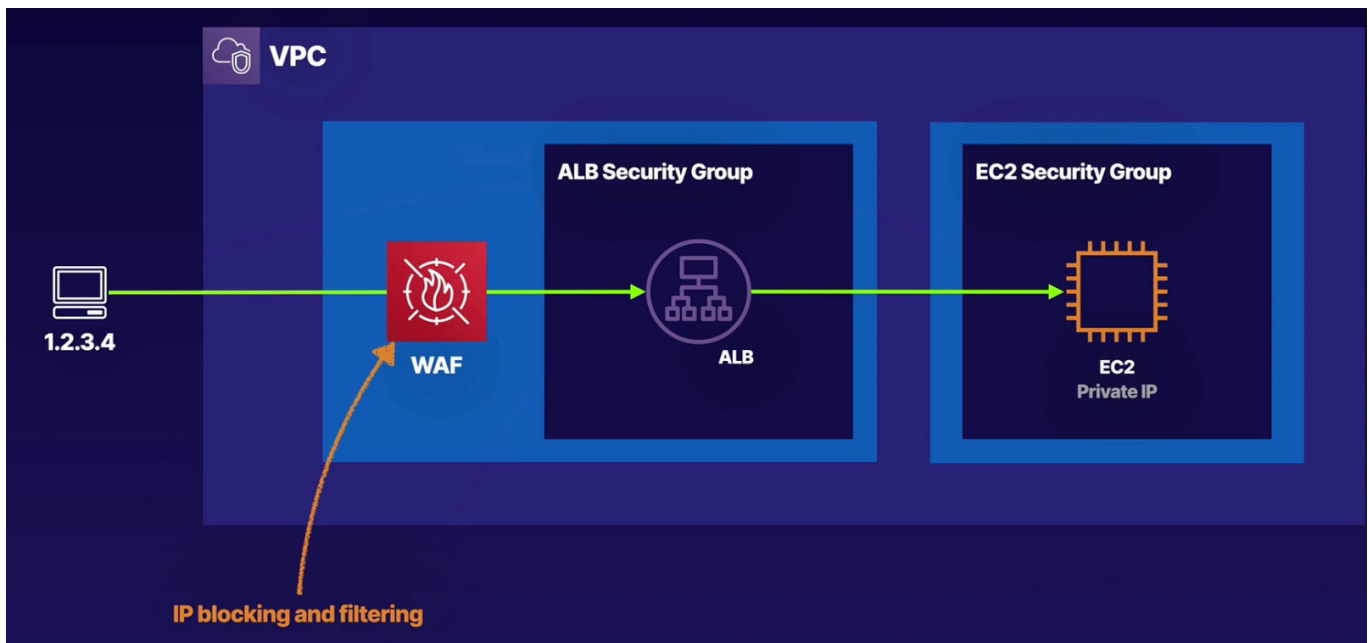 VPC
ALB Security Group
EC2 Security Group
1.2.3.4
WAF
ALB
EC2
Private IP
IP blocking and filtering